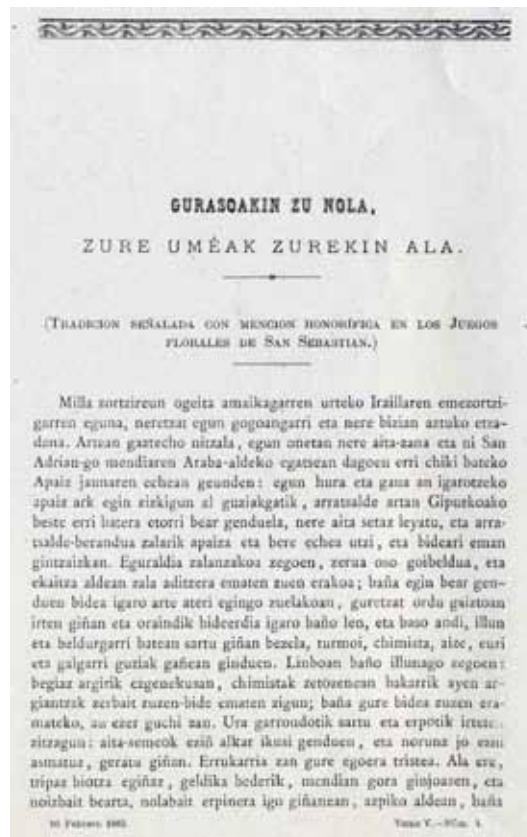 GURASOAKIN ZU NOLA,
ZURE UMÉAK ZUREKIN ALA.
(TRADICION SEÑALADA CON MENCION HONORÍFICA EN LOS JUEGOS
FLORALES DE SAN SEBASTIAN.)
Milla zortzireun ogeita amaikagarren urteko Iraillaren emezortzi-
garren eguna, neretzat egun gogoangarri eta nere bizian aztuko etza-
dana. Artean gaztecho nitzala, egun onetan nere aita-zana eta ni San
Adrian-go mendiaren Araba-aldeko egatsean dagoen erri chiki bateko
Apaiz jaunaren echean geunden: egun hura eta gaua an igarotzeko
apaiz ark egin zizkigun al guziakgatik, arratsalde artan Gipuzkoako
beste erri batera etorri bear genduela, nere aita setaz leyatu, eta arra-
tsalde-berandua zalarik apaiza eta bere echea utzi, eta bideari eman
gintzaizkan. Eguraldia zalanzakoa zegoen, zerua oso goibeldua, eta
ekaitza aldean zala aditzera ematen zuen erakoa; baña egin bear gen-
duen bidea igaro arte ateri egingo zuelakoan, guretzat ordu gaiztoan
irten giñan eta oraindik bideerdia igaro baño len, eta baso andi, illun
eta beldurgarri batean sartu giñan bezela, turmoi, chimista, aize, euri
eta galgarri guziak gañean ginduen. Linboan baño illunago zegoen:
begiaz argirik ezgenekusan, chimistak zetozenean bakarrik ayen ar-
giantzak zerbait zuzen-bide ematen zigun; baña gure bidea zuzen era-
mateko, au ezer guchi zan. Ura garroudotik sartu eta erpotik irtete
zitzagun: aita-semeok eziñ alkar ikusi genduen, eta norunz jo ezin
asmatuz, geratu giñan. Errukarria zan gure egoera tristea. Ala ere,
tripaz biotza egiñaz, geldika bederik, mendian gora ginjoazen, eta
noizbait bearta, nolabait erpinera igo giñanean, azpiko aldean, baña
Tomo V.—Núm.